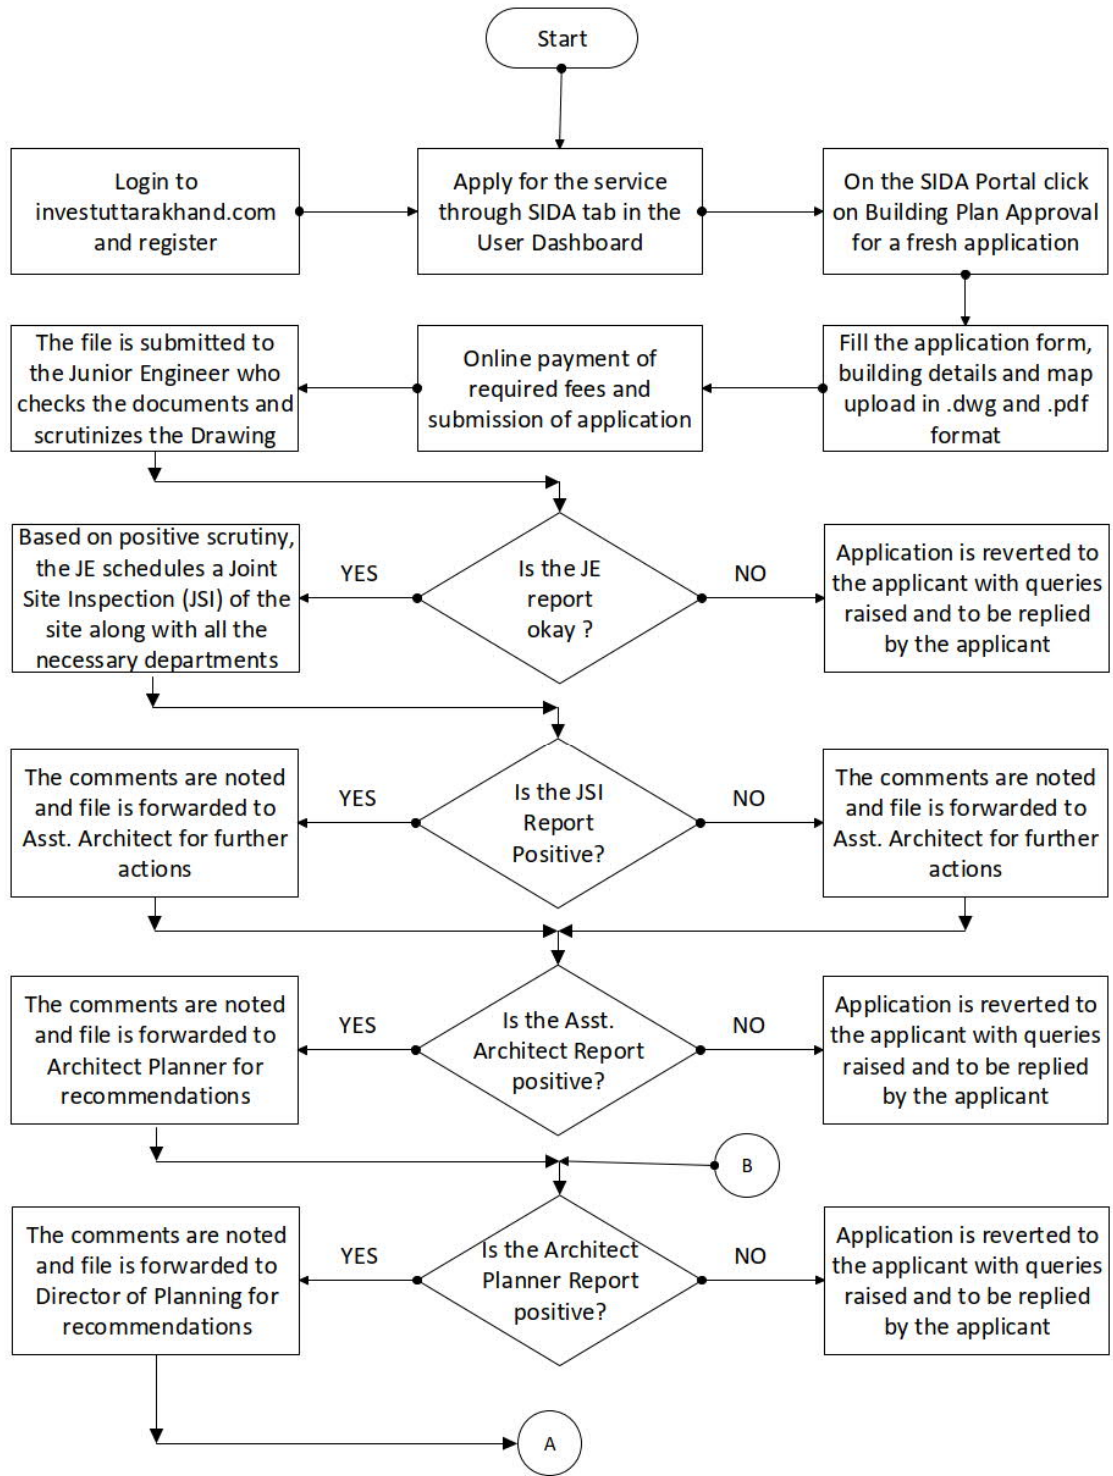 Start
Login to
investuttarakhand.com
and register
Apply for the service
through SIDA tab in the
User Dashboard
On the SIDA Portal click
on Building Plan Approval
for a fresh application
The file is submitted to
the Junior Engineer who
checks the documents and
scrutinizes the Drawing
Online payment of
required fees and
submission of application
Fill the application form,
building details and map
upload in .dwg and .pdf
format
Based on positive scrutiny,
the JE schedules a Joint
Site Inspection (JSI) of the
site along with all the
necessary departments
YES
Is the JE
report
okay ?
NO
Application is reverted to
the applicant with queries
raised and to be replied
by the applicant
The comments are noted
and file is forwarded to
Asst. Architect for further
actions
YES
Is the JSI
Report
Positive?
NO
The comments are noted
and file is forwarded to
Asst. Architect for further
actions
The comments are noted
and file is forwarded to
Architect Planner for
recommendations
YES
Is the Asst.
Architect Report
positive?
NO
Application is reverted to
the applicant with queries
raised and to be replied
by the applicant
B
The comments are noted
and file is forwarded to
Director of Planning for
recommendations
YES
Is the Architect
Planner Report
positive?
NO
Application is reverted to
the applicant with queries
raised and to be replied
by the applicant
A